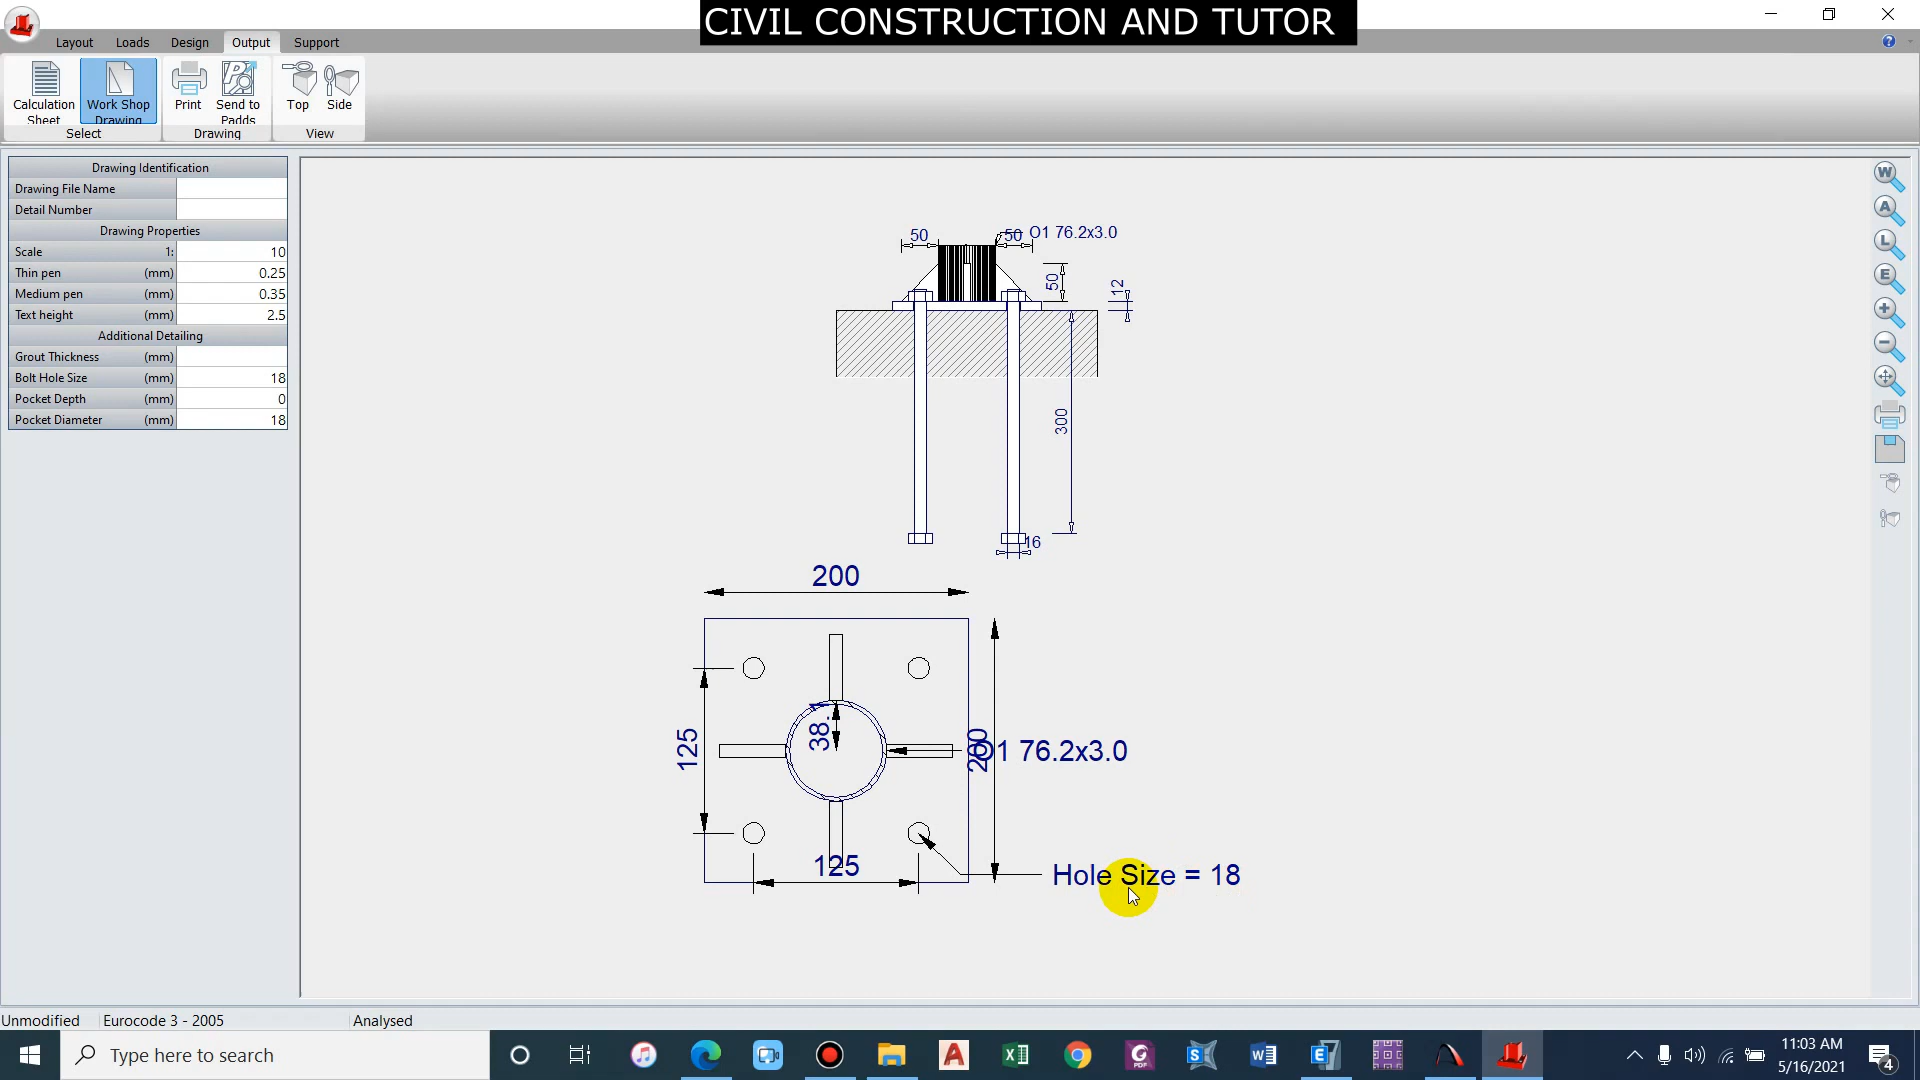 CIVIL CONSTRUCTION AND TUTOR
Layout Loads Design Output Support
Calculation Sheet Work Shop Drawing Print Send to Padds Top Side
Select Drawing View
Drawing Identification
Drawing File Name
Detail Number
Drawing Properties
Scale 1: 10
Thin pen (mm) 0.25
Medium pen (mm) 0.35
Text height 2.5
Additional Detailing
Grout Thickness (mm)
Bolt Hole Size (mm) 18
Pocket Depth (mm) 0
Pocket Diameter (mm) 18
50 50 O1 76.2x3.0
50 12
300
16
200
125 38.1 200 O1 76.2x3.0
125 Hole Size = 18
W
A
L
E
Unmodified Eurocode 3 - 2005 Analysed
Type here to search
11:03 AM
5/16/2021
4